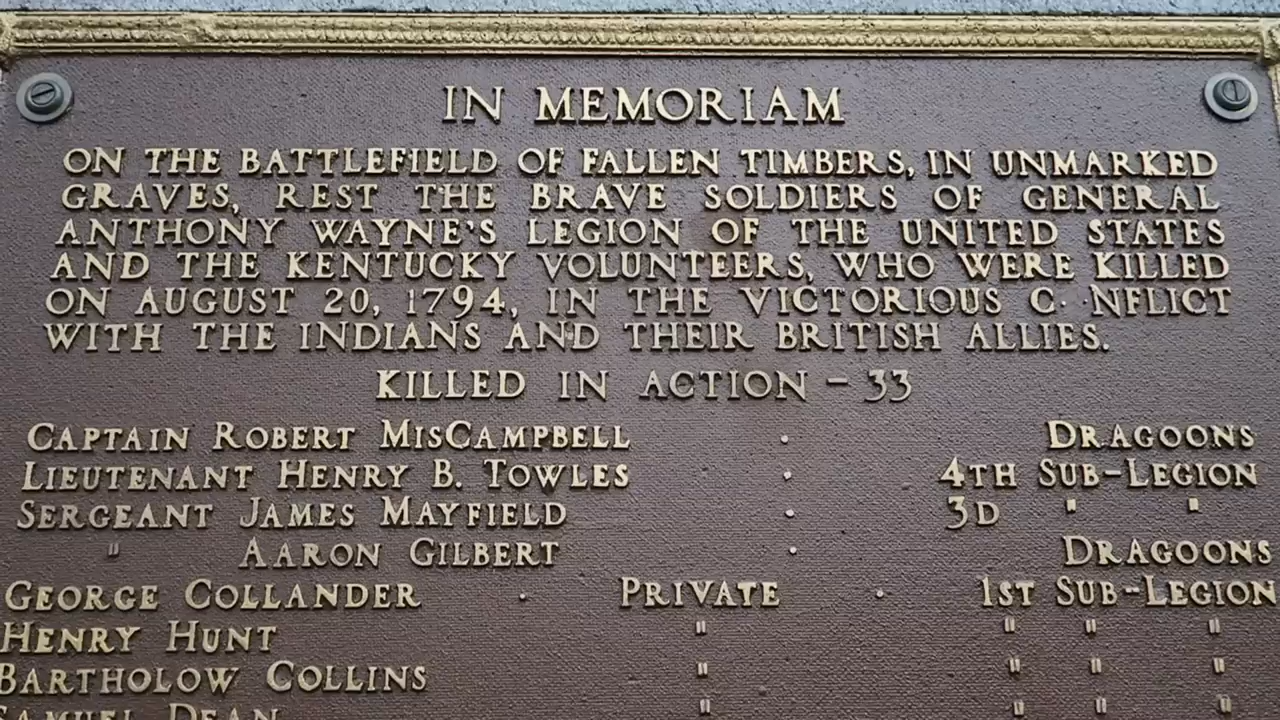 IN MEMORIAM
ON THE BATTLEFIELD OF FALLEN TIMBERS, IN UNMARKED
GRAVES, REST THE BRAVE SOLDIERS OF GENERAL
ANTHONY WAYNE'S LEGION OF THE UNITED STATES
AND THE KENTUCKY VOLUNTEERS, WHO WERE KILLED
ON AUGUST 20, 1794, IN THE VICTORIOUS C NFLICT
WITH THE INDIANS AND THEIR BRITISH ALLIES.
KILLED IN ACTION - 33
CAPTAIN ROBERT MISCAMPBELL . DRAGOONS
LIEUTENANT HENRY B. TOWLES . 4TH SUB-LEGION
SERGEANT JAMES MAYFIELD . 3D " "
" AARON GILBERT . DRAGOONS
GEORGE COLLANDER . PRIVATE . 1ST SUB-LEGION
HENRY HUNT " " " "
BARTHOLOW COLLINS " " " "
SAMUEL DEAN " " " "